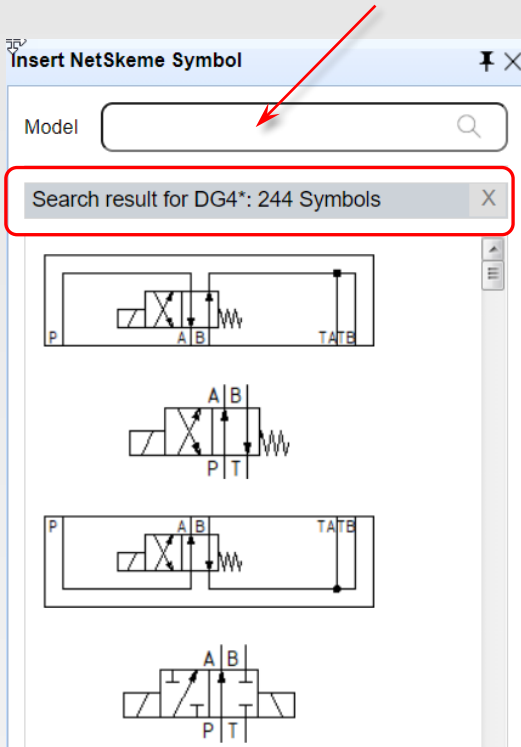 Insert NetSkeme Symbol
Model
Search result for DG4*: 244 Symbols X
P A B TA TB
A B
P T
P A B TA TB
A B
P T